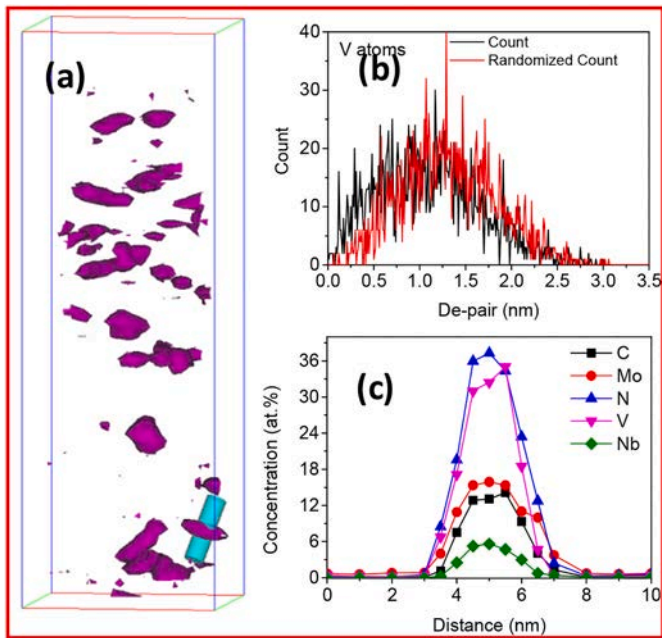 (a)
V atoms
(b)
Count
Randomized Count
40
30
20
10
0
Count
0.0 0.5 1.0 1.5 2.0 2.5 3.0 3.5
De-pair (nm)
(c)
C
Mo
N
V
Nb
36
30
24
18
12
6
0
Concentration (at.%)
0 2 4 6 8 10
Distance (nm)